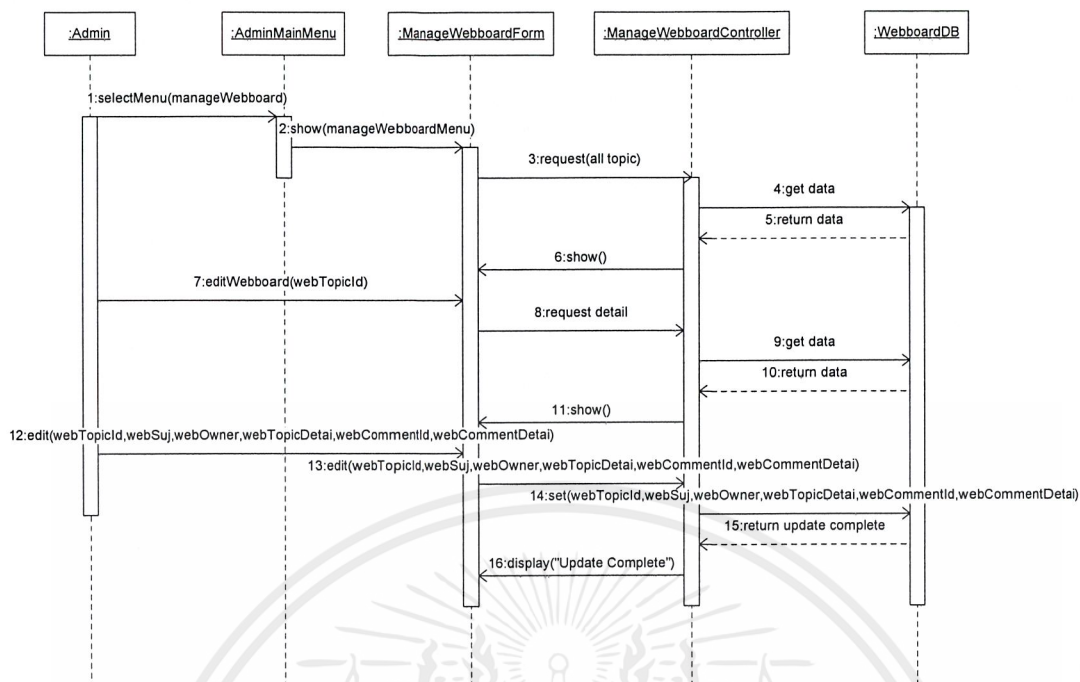 :Admin
:AdminMainMenu
:ManageWebboardForm
:ManageWebboardController
:WebboardDB
1:selectMenu(manageWebboard)
2:show(manageWebboardMenu)
3:request(all topic)
4:get data
5:return data
6:show()
7:editWebboard(webTopicId)
8:request detail
9:get data
10:return data
11:show()
12:edit(webTopicId,webSuj,webOwner,webTopicDetai,webCommentId,webCommentDetai)
13:edit(webTopicId,webSuj,webOwner,webTopicDetai,webCommentId,webCommentDetai)
14:set(webTopicId,webSuj,webOwner,webTopicDetai,webCommentId,webCommentDetai)
15:return update complete
16:display("Update Complete")